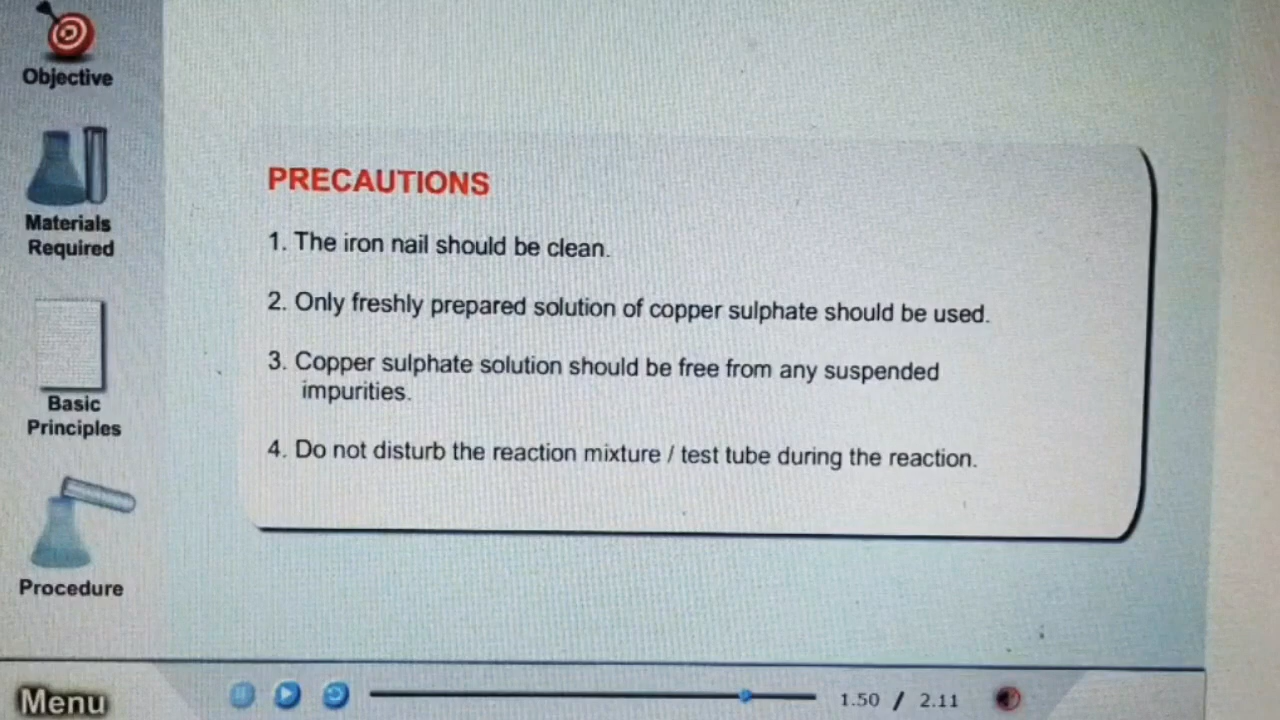 Objective
Materials
Required
Basic
Principles
Procedure
Menu
PRECAUTIONS
1. The iron nail should be clean.
2. Only freshly prepared solution of copper sulphate should be used.
3. Copper sulphate solution should be free from any suspended
impurities.
4. Do not disturb the reaction mixture / test tube during the reaction.
1.50 / 2.11